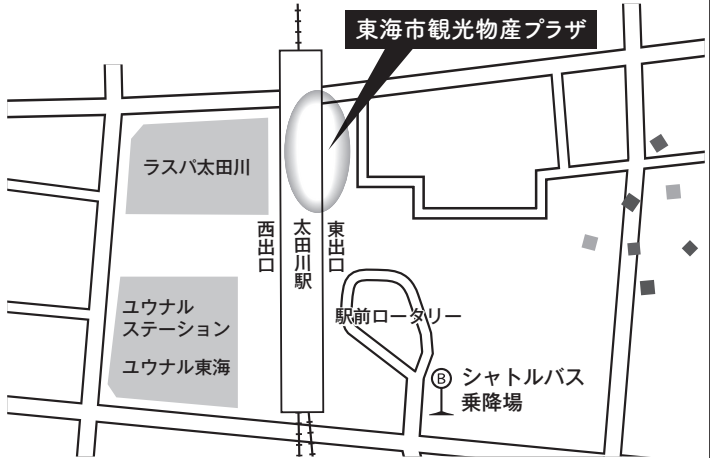 東海市観光物産プラザ
ラスパ太田川
西出口
太田川駅
東出口
ユウナル
ステーション
ユウナル東海
駅前ロータリー
B
シャトルバス
乗降場